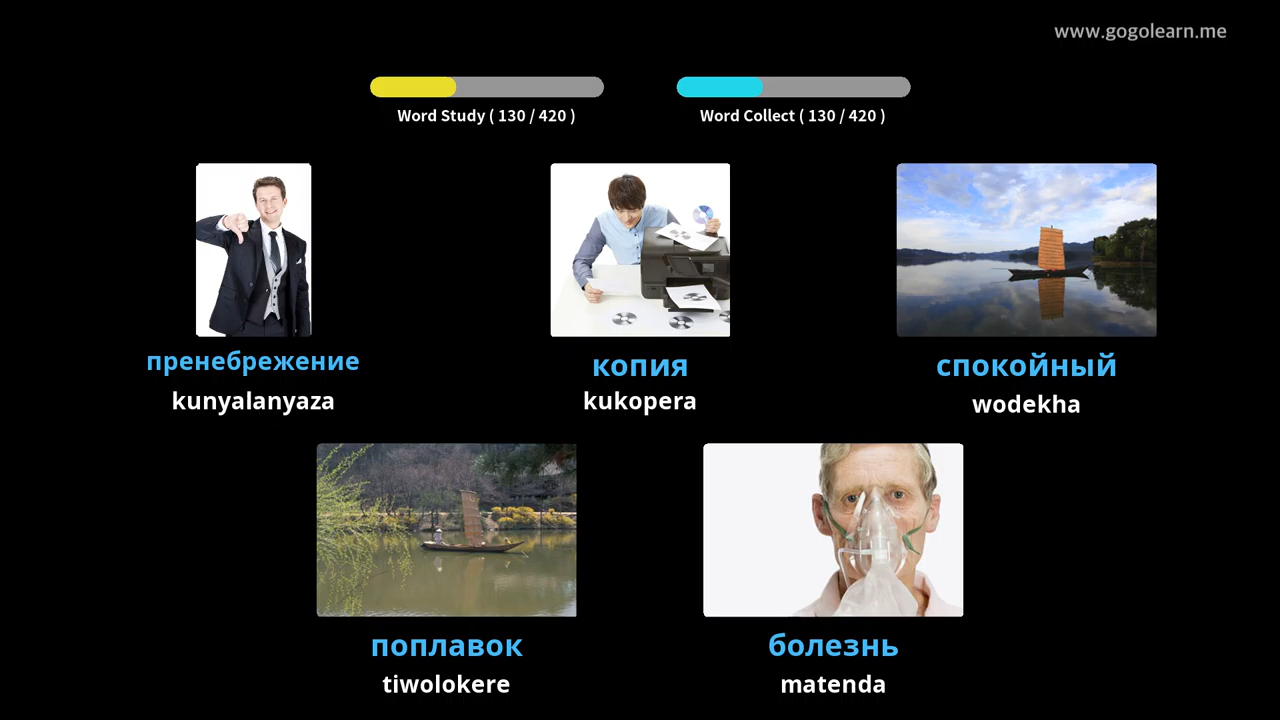 www.gogolearn.me
Word Study ( 130 / 420 )
Word Collect ( 130 / 420 )
пренебрежение
kunyalanyaza
копия
kukopera
спокойный
wodekha
поплавок
tiwolokere
болезнь
matenda